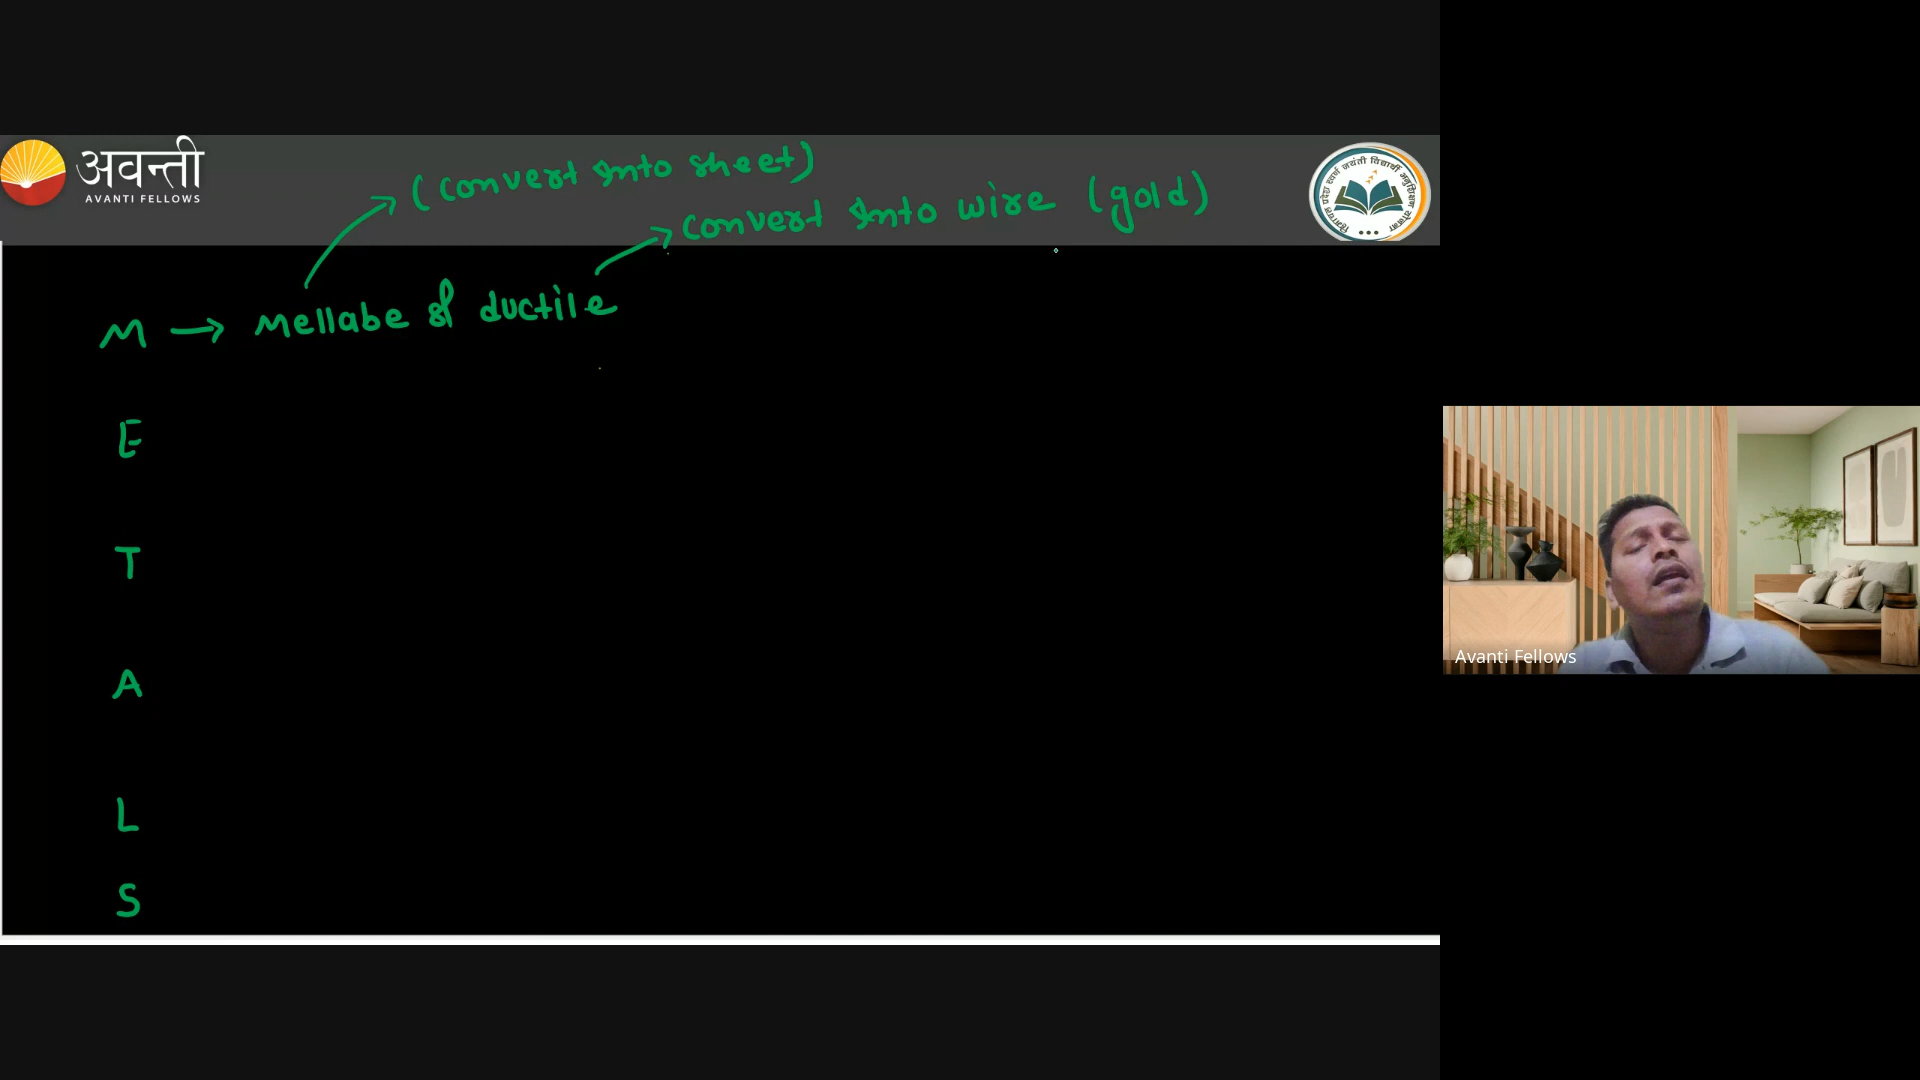 अवन्ती
AVANTI FELLOWS
(Convert into sheet)
Convert into wire (gold)
M → Mellabe & ductile
E
T
A
L
S
Avanti Fellows